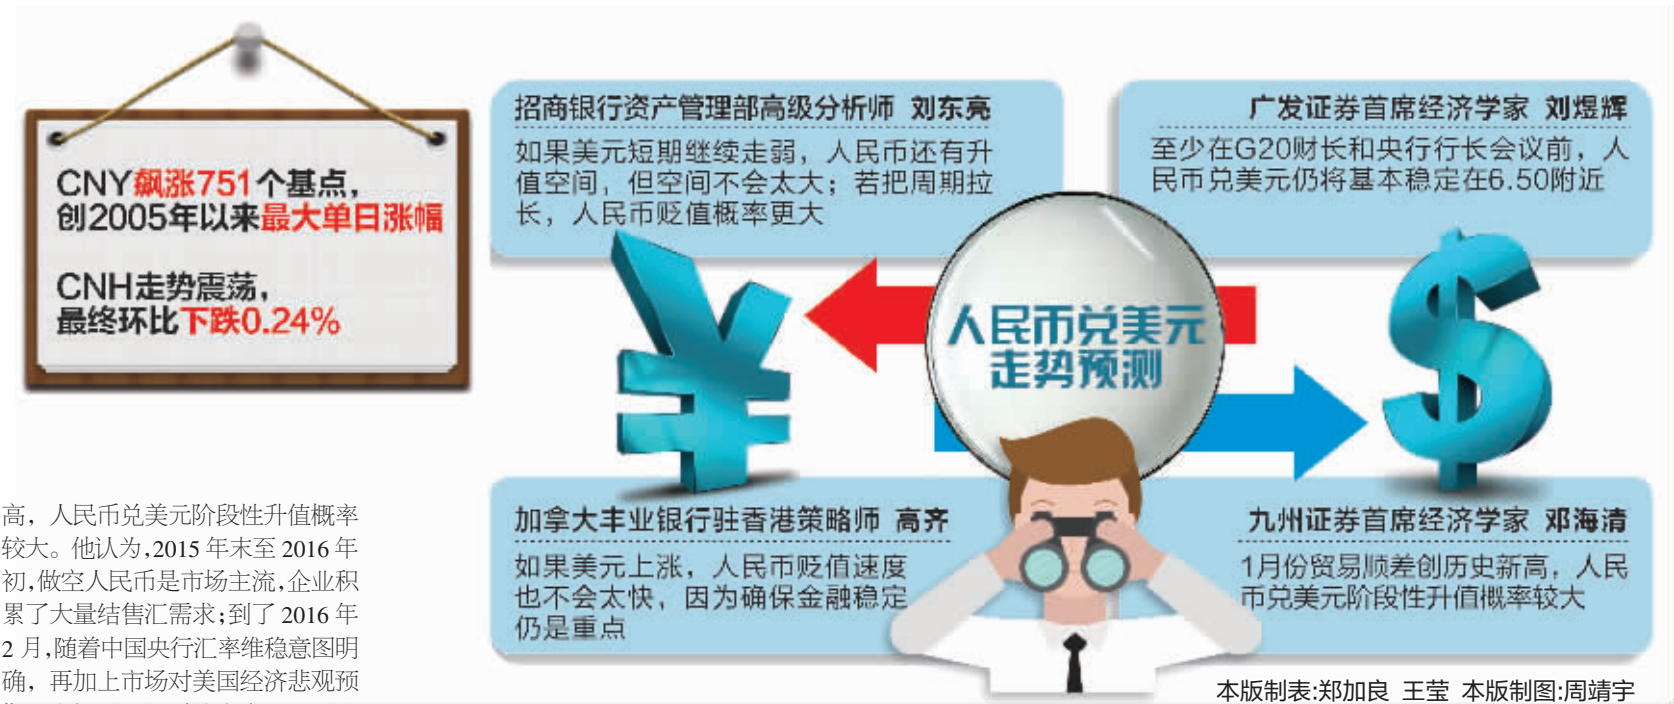 CNY飙涨751个基点，
创2005年以来最大单日涨幅
CNH走势震荡，
最终环比下跌0.24%
招商银行资产管理部高级分析师 刘东亮
如果美元短期继续走弱，人民币还有升
值空间，但空间不会太大；若把周期拉
长，人民币贬值概率更大
广发证券首席经济学家 刘煜辉
至少在G20财长和央行行长会议前，人
民币兑美元仍将基本稳定在6.50附近
人民币兑美元
走势预测
加拿大丰业银行驻香港策略师 高齐
如果美元上涨，人民币贬值速度
也不会太快，因为确保金融稳定
仍是重点
九州证券首席经济学家 邓海清
1月份贸易顺差创历史新高，人民
币兑美元阶段性升值概率较大
高，人民币兑美元阶段性升值概率
较大。他认为，2015年末至2016年
初，做空人民币是市场主流，企业积
累了大量结售汇需求；到了2016年
2月，随着中国央行汇率维稳意图明
确，再加上市场对美国经济悲观预
本版制表:郑加良 王莹 本版制图:周靖宇